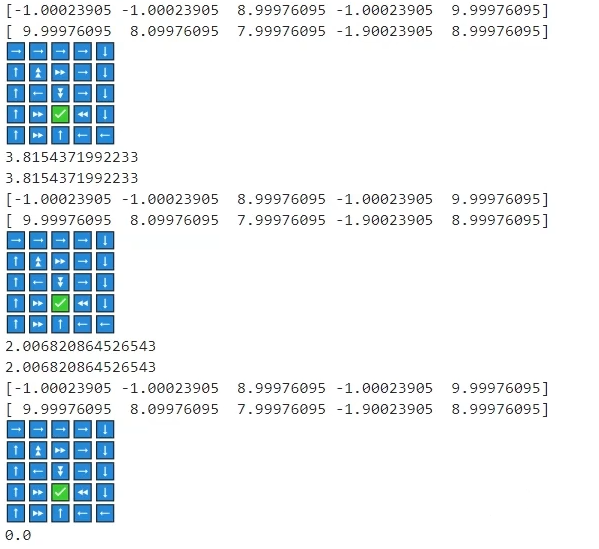 [-1.00023905 -1.00023905  8.99976095 -1.00023905  9.99976095]
[ 9.99976095  8.09976095  7.99976095 -1.90023905  8.99976095]
→ → → → ↓
↑ ⏫ ⏩ → ↓
↑ ← ⏬ → ↓
↑ ⏩ ✅ ⏪ ↓
↑ ⏩ ↑ ← ←
3.8154371992233
3.8154371992233
[-1.00023905 -1.00023905  8.99976095 -1.00023905  9.99976095]
[ 9.99976095  8.09976095  7.99976095 -1.90023905  8.99976095]
→ → → → ↓
↑ ⏫ ⏩ → ↓
↑ ← ⏬ → ↓
↑ ⏩ ✅ ⏪ ↓
↑ ⏩ ↑ ← ←
2.006820864526543
2.006820864526543
[-1.00023905 -1.00023905  8.99976095 -1.00023905  9.99976095]
[ 9.99976095  8.09976095  7.99976095 -1.90023905  8.99976095]
→ → → → ↓
↑ ⏫ ⏩ → ↓
↑ ← ⏬ → ↓
↑ ⏩ ✅ ⏪ ↓
↑ ⏩ ↑ ← ←
0.0